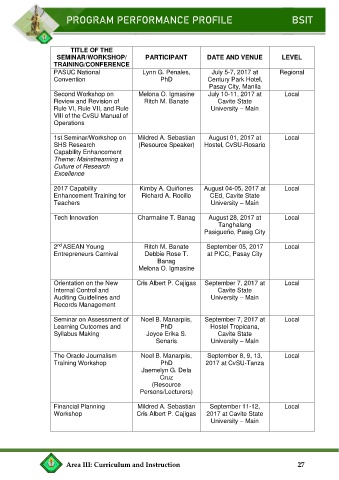 PROGRAM PERFORMANCE PROFILE BSIT
TITLE OF THE
SEMINAR/WORKSHOP/ PARTICIPANT DATE AND VENUE LEVEL
TRAINING/CONFERENCE
PASUC National Lynn G. Penales, July 5-7, 2017 at Regional
Convention PhD Century Park Hotel,
Pasay City, Manila
Second Workshop on Melona O. Igmasine July 10-11, 2017 at Local
Review and Revision of Ritch M. Banate Cavite State
Rule VI, Rule VII, and Rule University – Main
VIII of the CvSU Manual of
Operations
1st Seminar/Workshop on Mildred A. Sebastian August 01, 2017 at Local
SHS Research (Resource Speaker) Hostel, CvSU-Rosario
Capability Enhancement
Theme: Mainstreaming a
Culture of Research
Excellence
2017 Capability Kimby A. Quiñones August 04-05, 2017 at Local
Enhancement Training for Richard A. Rocillo CEd, Cavite State
Teachers University – Main
Tech Innovation Charmaine T. Banag August 28, 2017 at Local
Tanghalang
Pasigueño, Pasig City
2nd ASEAN Young Ritch M. Banate September 05, 2017 Local
Entrepreneurs Carnival Debbie Rose T. at PICC, Pasay City
Banag
Melona O. Igmasine
Orientation on the New Cris Albert P. Cajigas September 7, 2017 at Local
Internal Control and Cavite State
Auditing Guidelines and University – Main
Records Management
Seminar on Assessment of Noel B. Manarpiis, September 7, 2017 at Local
Learning Outcomes and PhD Hostel Tropicana,
Syllabus Making Joyce Erika S. Cavite State
Senaris University – Main
The Oracle Journalism Noel B. Manarpiis, September 8, 9, 13, Local
Training Workshop PhD 2017 at CvSU-Tanza
Jaemelyn G. Dela
Cruz
(Resource
Persons/Lecturers)
Financial Planning Mildred A. Sebastian September 11-12, Local
Workshop Cris Albert P. Cajigas 2017 at Cavite State
University – Main
Area III: Curriculum and Instruction 27